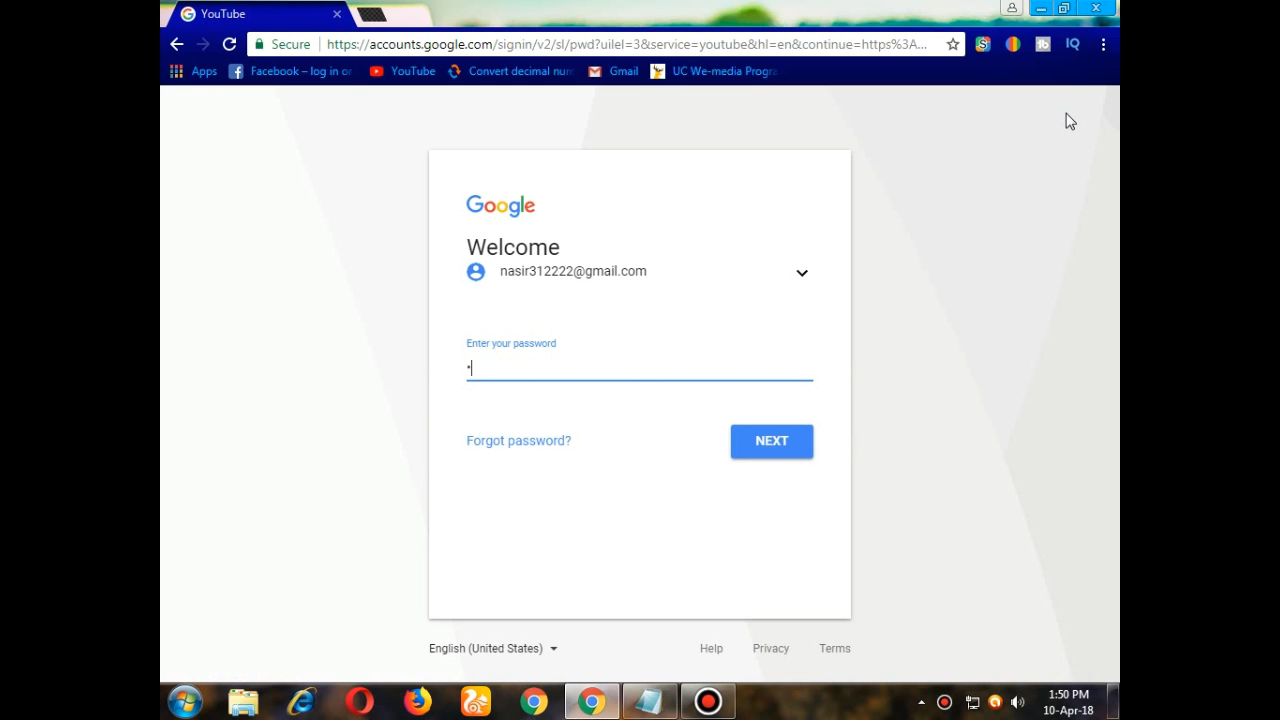 YouTube
Secure
https://accounts.google.com/signin/v2/sl/pwd?uilel=3&service=youtube&hl=en&continue=https%3A...
Apps
Facebook – log in or
YouTube
Convert decimal num
Gmail
UC We-media Progra
Google
Welcome
nasir312222@gmail.com
Enter your password
Forgot password?
NEXT
English (United States)
Help
Privacy
Terms
IQ
1:50 PM
10-Apr-18